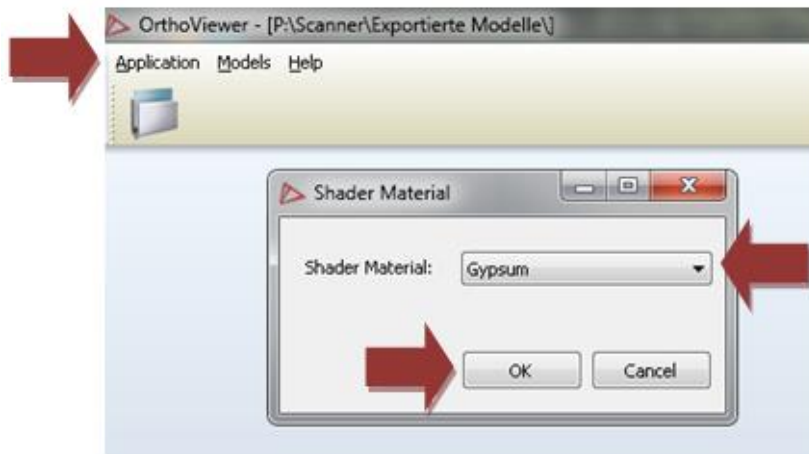 OrthoViewer - [P:\Scanner\Exportierte Modelle\]
Application Models Help
Shader Material
Shader Material: Gypsum
OK Cancel